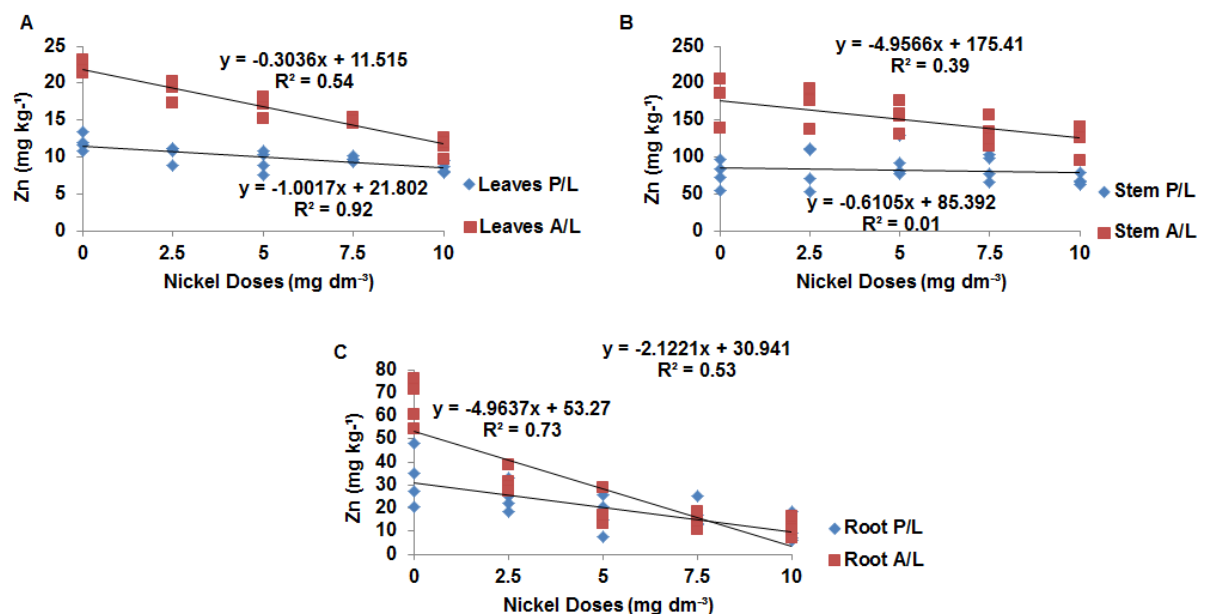 A
Zn (mg kg-¹)
25
20
15
10
5
0
y = -0.3036x + 11.515
R² = 0.54
y = -1.0017x + 21.802
R² = 0.92
Leaves P/L
Leaves A/L
0 2.5 5 7.5 10
Nickel Doses (mg dm⁻³)
B
Zn (mg kg-¹)
250
200
150
100
50
0
y = -4.9566x + 175.41
R² = 0.39
y = -0.6105x + 85.392
R² = 0.01
Stem P/L
Stem A/L
0 2.5 5 7.5 10
Nickel Doses (mg dm⁻³)
C
Zn (mg kg-¹)
80
70
60
50
40
30
20
10
0
y = -2.1221x + 30.941
R² = 0.53
y = -4.9637x + 53.27
R² = 0.73
Root P/L
Root A/L
0 2.5 5 7.5 10
Nickel Doses (mg dm⁻³)